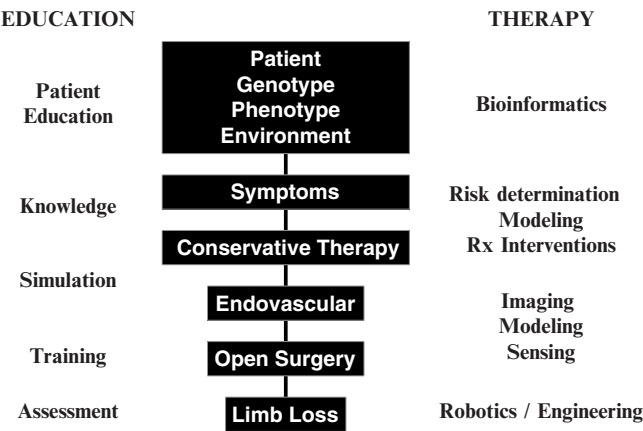 EDUCATION
THERAPY
Patient
Education
Patient
Genotype
Phenotype
Environment
Bioinformatics
Knowledge
Symptoms
Risk determination
Modeling
Rx Interventions
Conservative Therapy
Simulation
Endovascular
Imaging
Modeling
Sensing
Training
Open Surgery
Assessment
Limb Loss
Robotics / Engineering